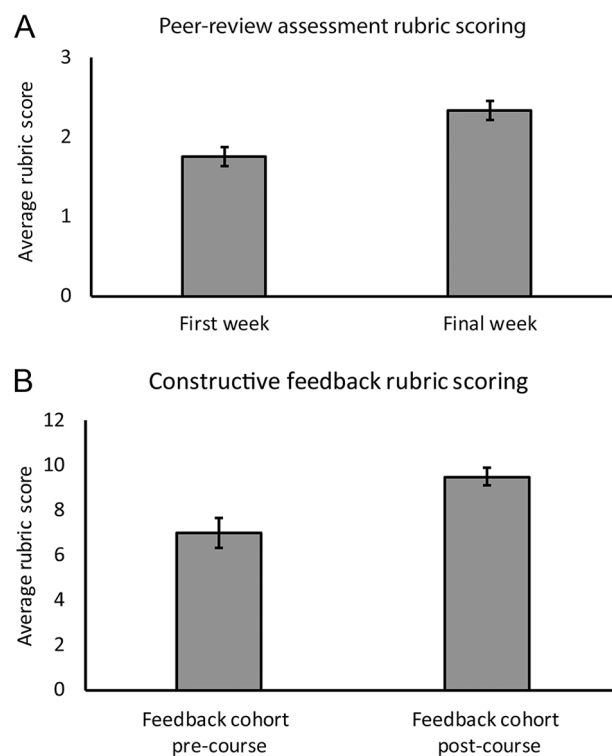 A
Peer-review assessment rubric scoring
Average rubric score
3
2
1
0
First week
Final week
B
Constructive feedback rubric scoring
Average rubric score
12
10
8
6
4
2
0
Feedback cohort
pre-course
Feedback cohort
post-course